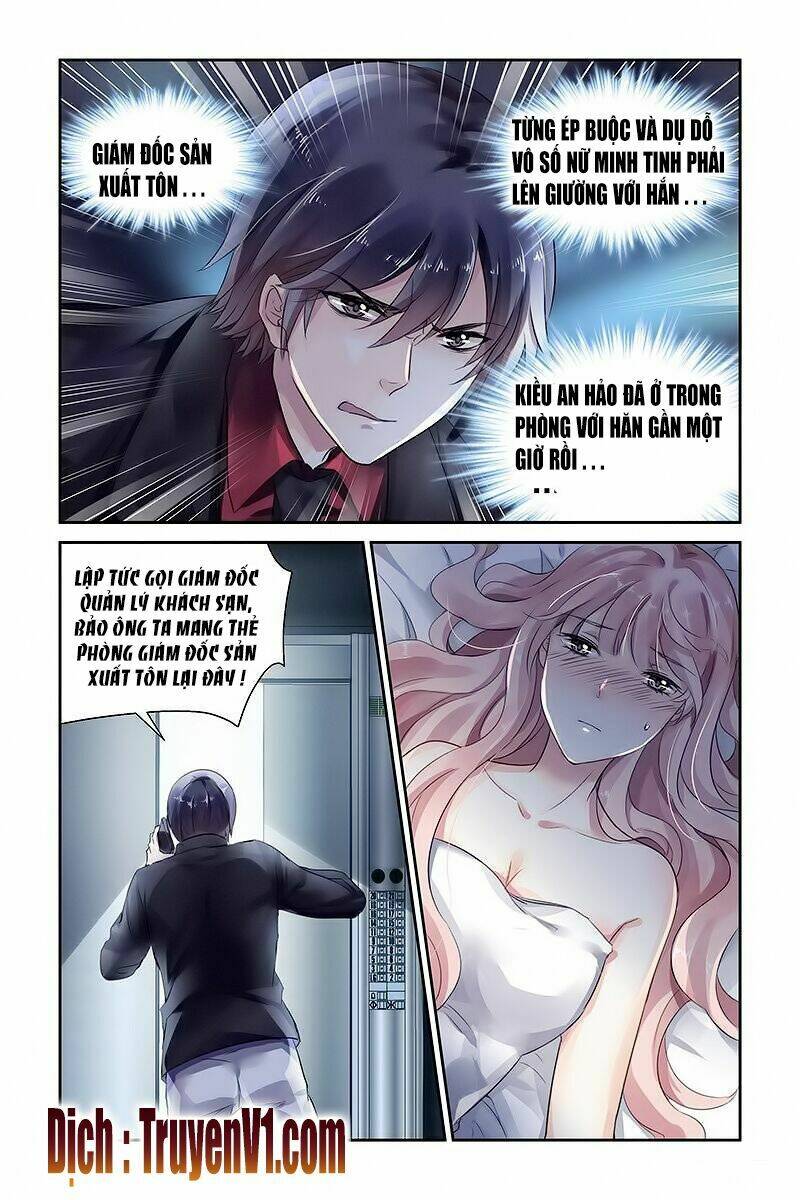 GIÁM ĐỐC SẢN
XUẤT TÔN . . .
TỪNG ÉP BUỘC VÀ DỤ DỖ
VÔ SỐ NỮ MINH TINH PHẢI
LÊN GIƯỜNG VỚI HẮN . . .
KIỀU AN HẢO ĐÃ Ở TRONG
PHÒNG VỚI HĂN GẦN MỘT
GIỜ RỒI . . .
...
LẬP TỨC GỌI GIÁM ĐỐC
QUẢN LÝ KHÁCH SẠN,
BẢO ÔNG TA MANG THẺ
PHÒNG GIÁM ĐỐC SẢN
XUẤT TÔN LẠI ĐÂY !
Dịch : TruyenV1.com